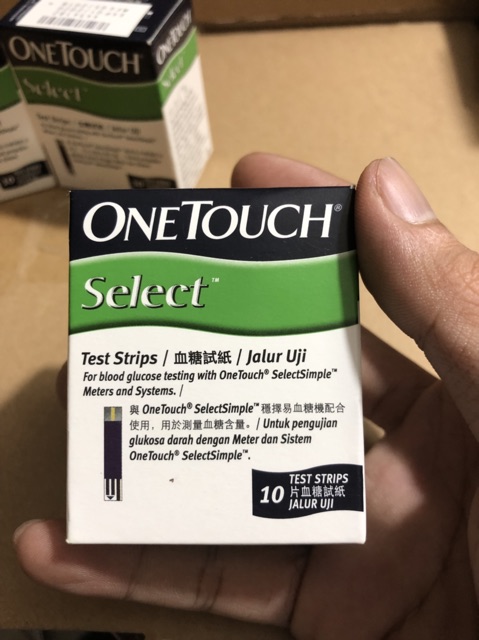 ONETOUCH
Select
ONETOUCH®
Select™
Test Strips / 血糖試紙 / Jalur Uji
For blood glucose testing with OneTouch® SelectSimple™
Meters and Systems. /
與 OneTouch® SelectSimple™ 穩擇易血糖機配合
使用，用於測量血糖含量。/ Untuk pengujian
glukosa darah dengan Meter dan Sistem
OneTouch® SelectSimple™.
10 TEST STRIPS
片血糖試紙
JALUR UJI